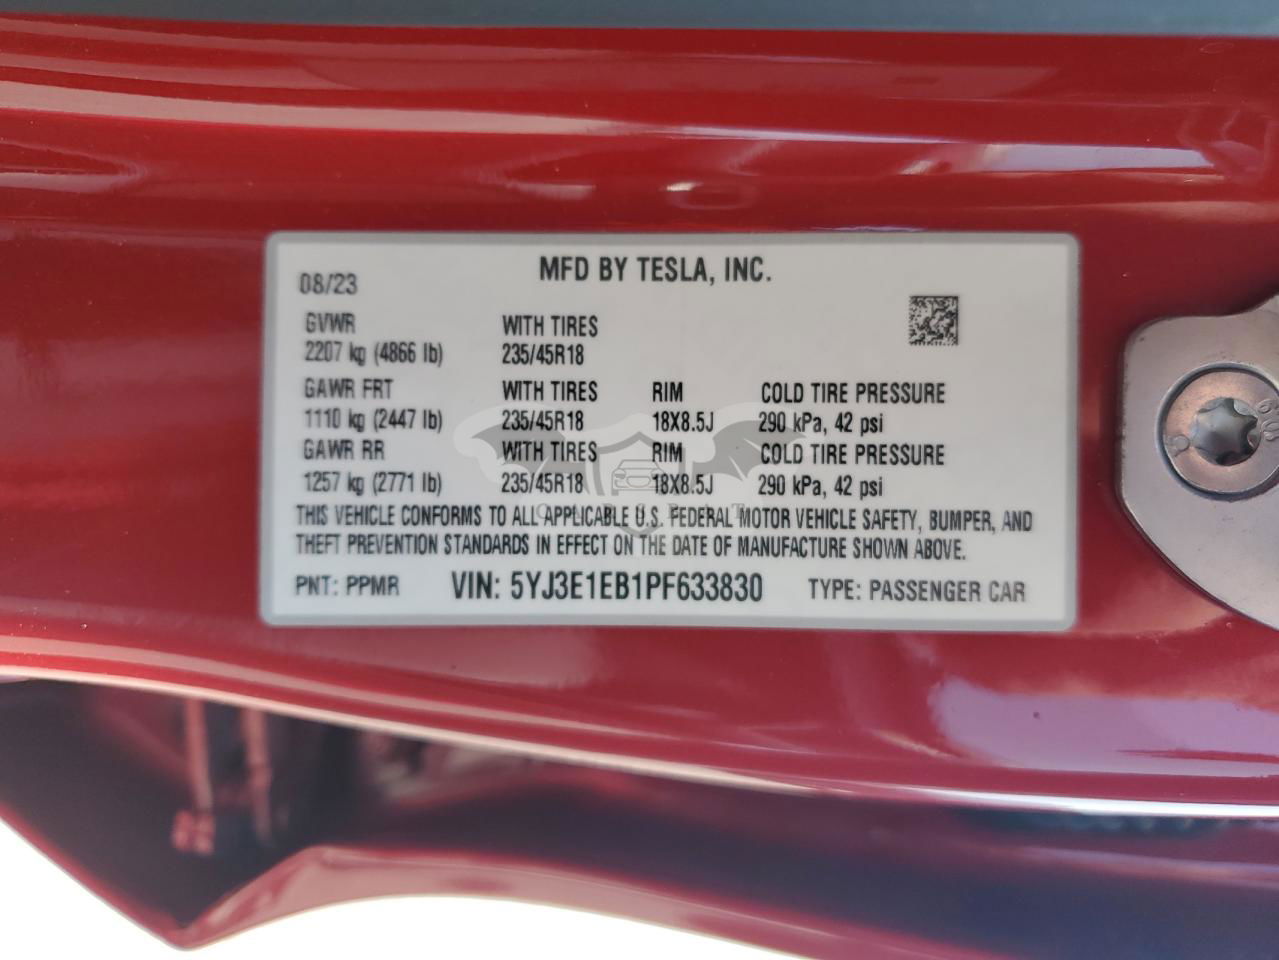 MFD BY TESLA, INC.
08/23
GVWR WITH TIRES
2207 kg (4866 lb) 235/45R18
GAWR FRT WITH TIRES RIM COLD TIRE PRESSURE
1110 kg (2447 lb) 235/45R18 18X8.5J 290 kPa, 42 psi
GAWR RR WITH TIRES RIM COLD TIRE PRESSURE
1257 kg (2771 lb) 235/45R18 18X8.5J 290 kPa, 42 psi
THIS VEHICLE CONFORMS TO ALL APPLICABLE U.S. FEDERAL MOTOR VEHICLE SAFETY, BUMPER, AND
THEFT PREVENTION STANDARDS IN EFFECT ON THE DATE OF MANUFACTURE SHOWN ABOVE.
PNT: PPMR VIN: 5YJ3E1EB1PF633830 TYPE: PASSENGER CAR